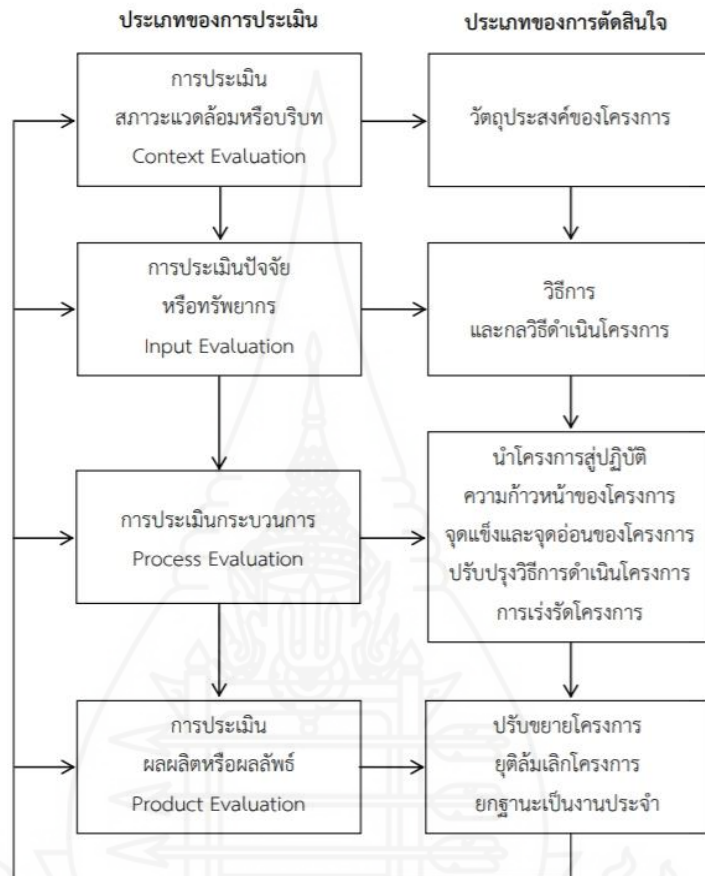 ประเภทของการประเมิน
ประเภทของการตัดสินใจ
การประเมิน
สภาวะแวดล้อมหรือบริบท
Context Evaluation
วัตถุประสงค์ของโครงการ
การประเมินปัจจัย
หรือทรัพยากร
Input Evaluation
วิธีการ
และกลวิธีดำเนินโครงการ
การประเมินกระบวนการ
Process Evaluation
นำโครงการสู่ปฏิบัติ
ความก้าวหน้าของโครงการ
จุดแข็งและจุดอ่อนของโครงการ
ปรับปรุงวิธีการดำเนินโครงการ
การเร่งรัดโครงการ
การประเมิน
ผลผลิตหรือผลลัพธ์
Product Evaluation
ปรับขยายโครงการ
ยุติล้มเลิกโครงการ
ยกฐานะเป็นงานประจำ